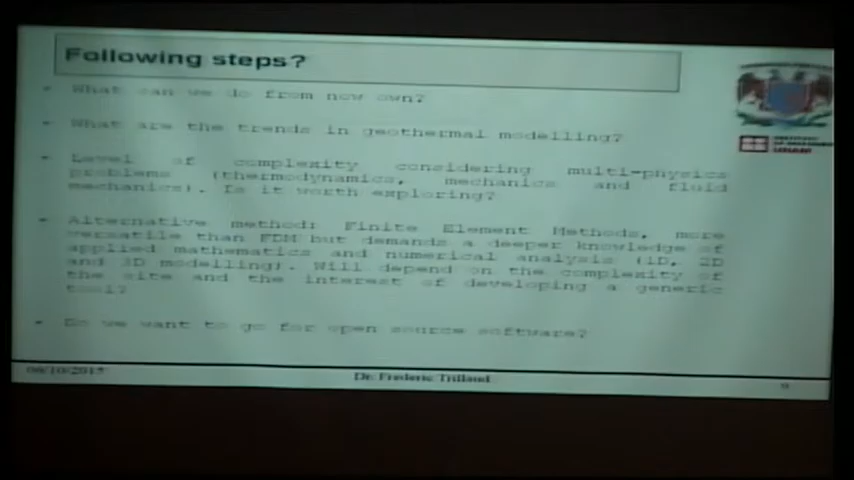 Following steps?
What can we do from now own?
What are the trends in geothermal modelling?
Level of complexity considering multi-physics
problems (thermodynamics, mechanics and fluid
mechanics). Is it worth exploring?
Alternative method: Finite Element Methods, more
versatile than FDM but demands a deeper knowledge of
applied mathematics and numerical analysis (1D, 2D
and 3D modelling). Will depend on the complexity of
the site and the interest of developing a generic
tool?
Do we want to go for open source software?
06/10/2015
Dr. Frederic Trillaud
9